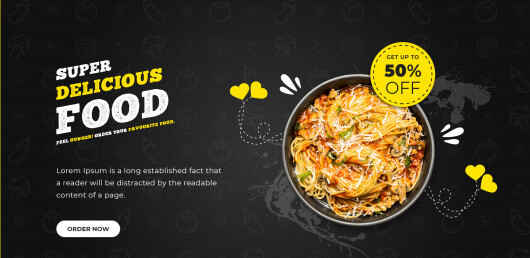 SUPER
DELICIOUS
FOOD
FEEL HUNGER! ORDER YOUR FAVOURITE FOOD.
Lorem Ipsum is a long established fact that
a reader will be distracted by the readable
content of a page.
ORDER NOW
GET UP TO
50%
OFF